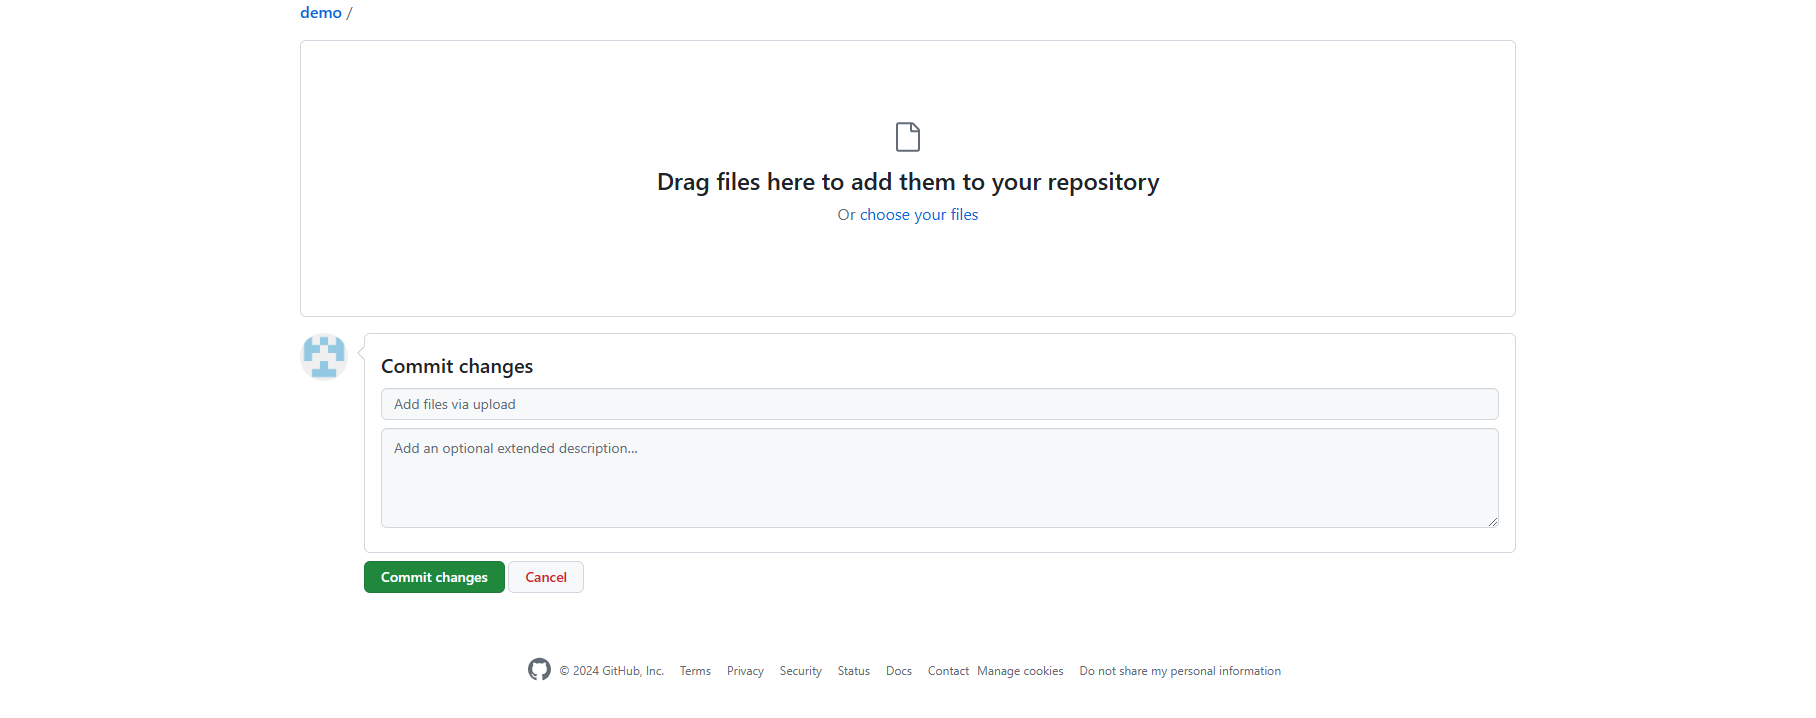 demo /
Drag files here to add them to your repository
Or choose your files
Commit changes
Add files via upload
Add an optional extended description...
Commit changes Cancel
© 2024 GitHub, Inc. Terms Privacy Security Status Docs Contact Manage cookies Do not share my personal information